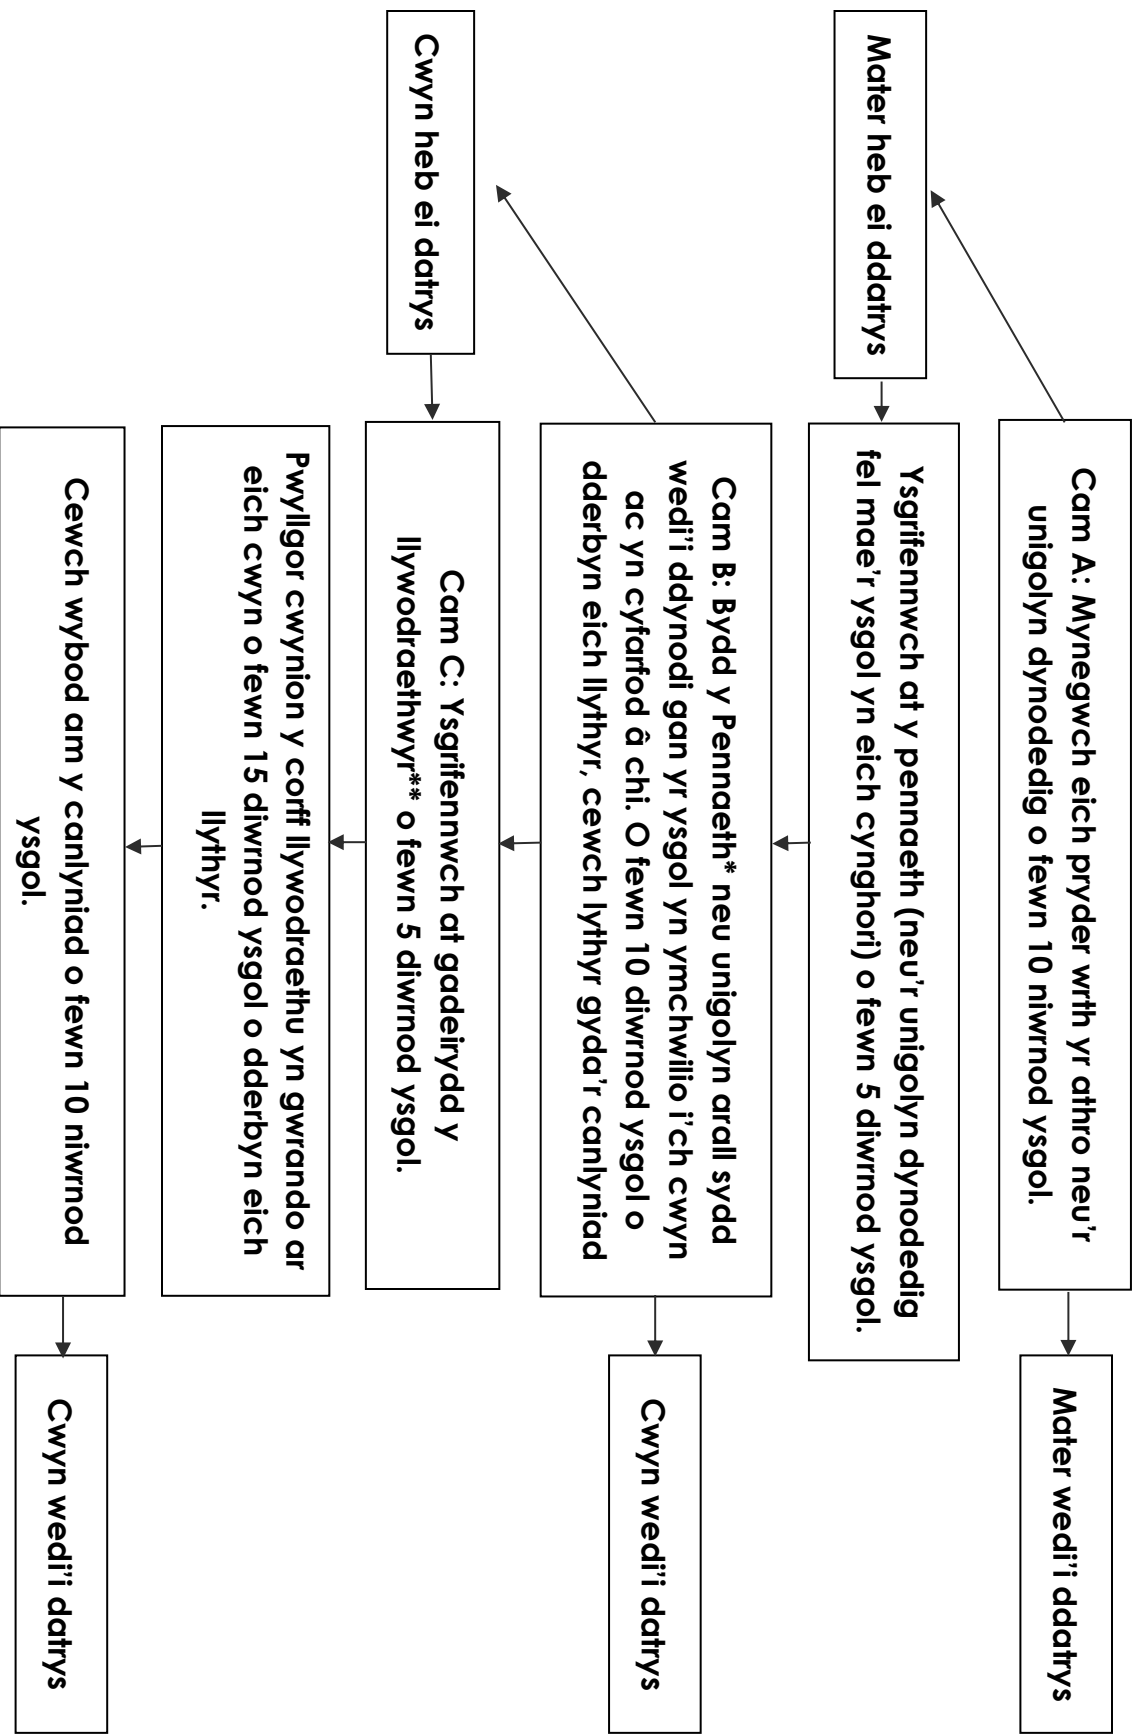 Cam A: Mynegwch eich pryder wrth yr athro neu'r
unigolyn dynodedig o fewn 10 niwrnod ysgol.
Mater wedi'i ddatrys
Mater heb ei ddatrys
Ysgrifennwch at y pennaeth (neu'r unigolyn dynodedig
fel mae'r ysgol yn eich cynghori) o fewn 5 diwrnod ysgol.
Cam B: Bydd y Pennaeth* neu unigolyn arall sydd
wedi'i ddynodi gan yr ysgol yn ymchwilio i'ch cwyn
ac yn cyfarfod â chi. O fewn 10 diwrnod ysgol o
dderbyn eich llythyr, cewch lythyr gyda'r canlyniad
Cwyn wedi'i datrys
Cwyn heb ei datrys
Cam C: Ysgrifennwch at gadeirydd y
llywodraethwyr** o fewn 5 diwrnod ysgol.
Pwyllgor cwynion y corff llywodraethu yn gwrando ar
eich cwyn o fewn 15 diwrnod ysgol o dderbyn eich
llythyr.
Cewch wybod am y canlyniad o fewn 10 niwrnod
ysgol.
Cwyn wedi'i datrys